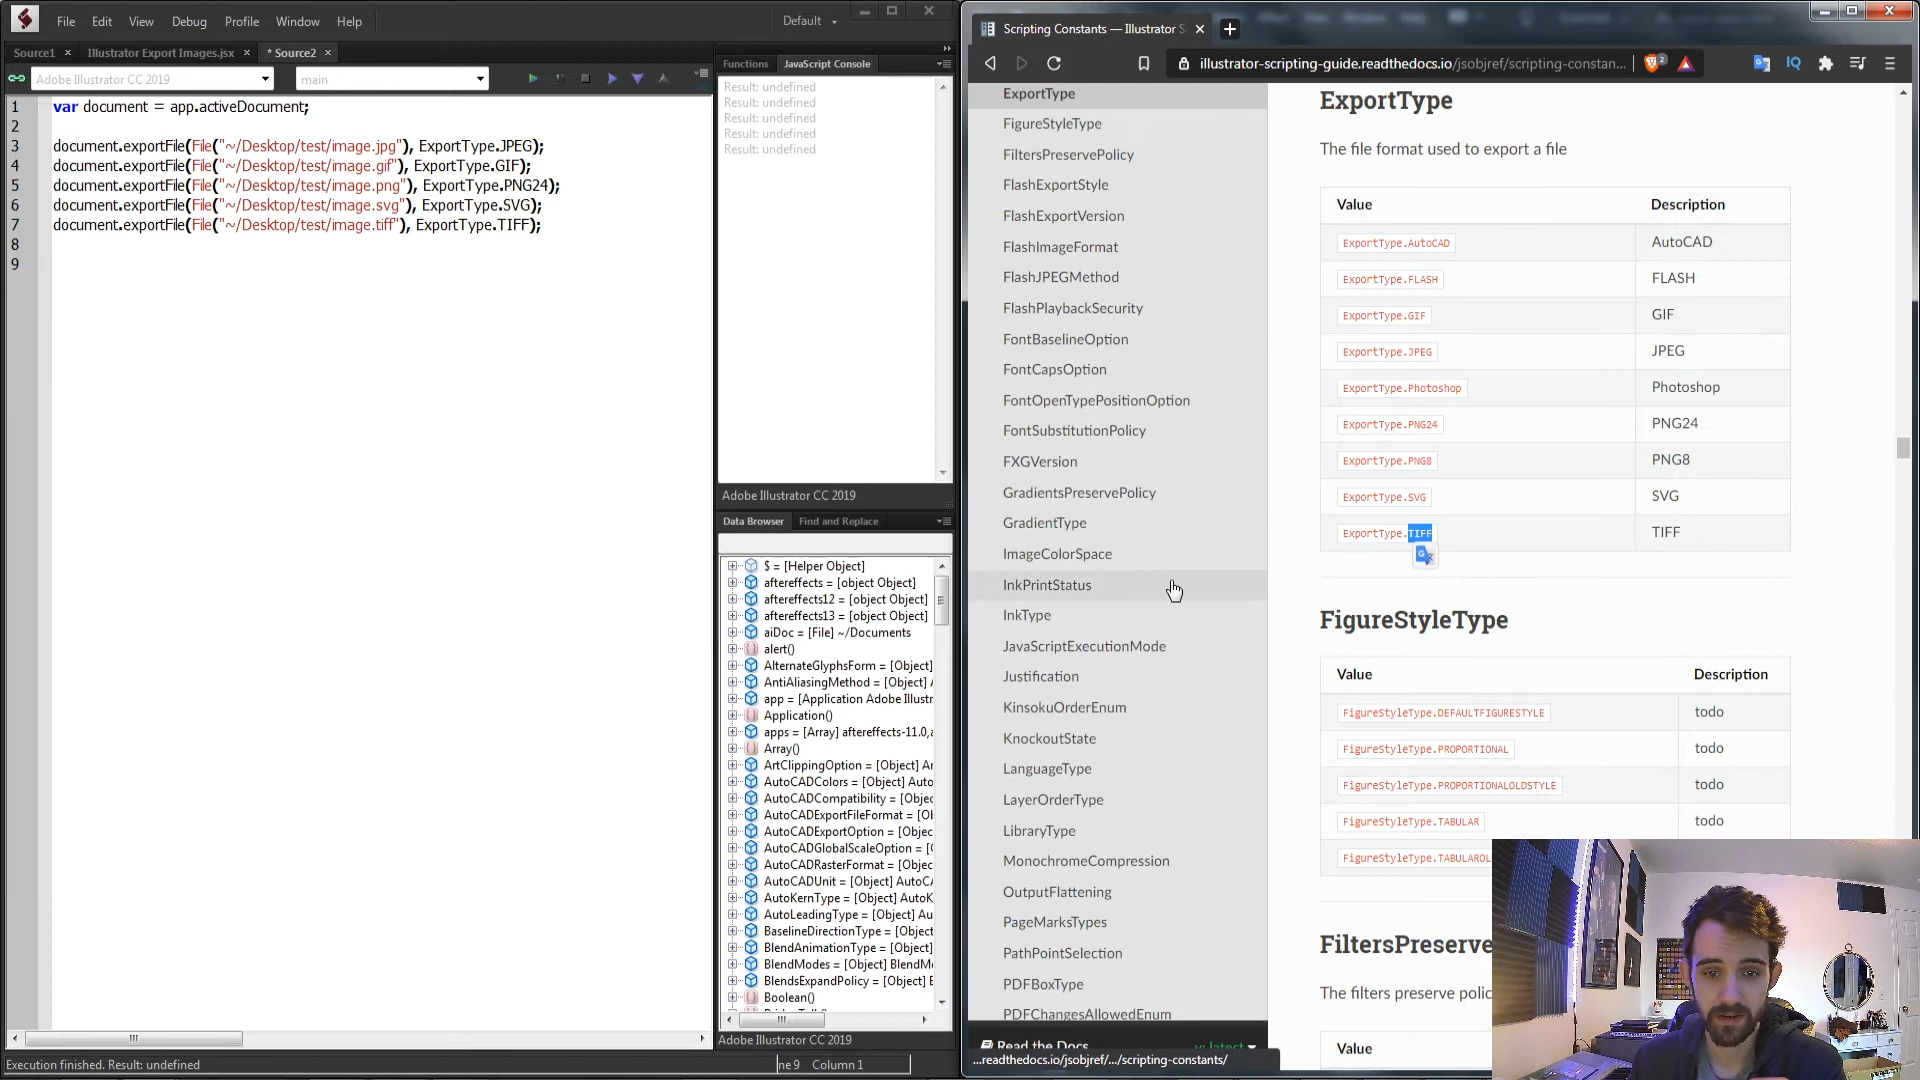 File Edit View Debug Profile Window Help
Default
Source1 × Illustrator Export Images.jsx × * Source2 ×
Adobe Illustrator CC 2019
main
1 var document = app.activeDocument;
2
3 document.exportFile(File("~/Desktop/test/image.jpg"), ExportType.JPEG);
4 document.exportFile(File("~/Desktop/test/image.gif"), ExportType.GIF);
5 document.exportFile(File("~/Desktop/test/image.png"), ExportType.PNG24);
6 document.exportFile(File("~/Desktop/test/image.svg"), ExportType.SVG);
7 document.exportFile(File("~/Desktop/test/image.tiff"), ExportType.TIFF);
8
9
Execution finished. Result: undefined
ne 9 Column 1
Functions JavaScript Console
Result: undefined
Result: undefined
Result: undefined
Result: undefined
Result: undefined
Adobe Illustrator CC 2019
Data Browser Find and Replace
$ = [Helper Object]
aftereffects = [object Object]
aftereffects12 = [object Object]
aftereffects13 = [object Object]
aiDoc = [File] ~/Documents
alert()
AlternateGlyphsForm = [Object]
AntiAliasingMethod = [Object] A
app = [Application Adobe Illustr
Application()
apps = [Array] aftereffects-11.0,a
Array()
ArtClippingOption = [Object] Ar
AutoCADColors = [Object] Auto
AutoCADCompatibility = [Objec
AutoCADExportFileFormat = [Ob
AutoCADExportOption = [Objec
AutoCADGlobalScaleOption = [(
AutoCADRasterFormat = [Objec
AutoCADUnit = [Object] AutoCA
AutoKernType = [Object] AutoK
AutoLeadingType = [Object] Au
BaselineDirectionType = [Object
BlendAnimationType = [Object]
BlendModes = [Object] BlendMo
BlendsExpandPolicy = [Object] B
Boolean()
Adobe Illustrator CC 2019
Scripting Constants — Illustrator S
illustrator-scripting-guide.readthedocs.io/jsobjref/scripting-constan...
2
IQ
ExportType
FigureStyleType
FiltersPreservePolicy
FlashExportStyle
FlashExportVersion
FlashImageFormat
FlashJPEGMethod
FlashPlaybackSecurity
FontBaselineOption
FontCapsOption
FontOpenTypePositionOption
FontSubstitutionPolicy
FXGVersion
GradientsPreservePolicy
GradientType
ImageColorSpace
InkPrintStatus
InkType
JavaScriptExecutionMode
Justification
KinsokuOrderEnum
KnockoutState
LanguageType
LayerOrderType
LibraryType
MonochromeCompression
OutputFlattening
PageMarksTypes
PathPointSelection
PDFBoxType
PDFChangesAllowedEnum
Read the Docs v: latest
...readthedocs.io/jsobjref/.../scripting-constants/
ExportType
The file format used to export a file
Value Description
ExportType.AutoCAD AutoCAD
ExportType.FLASH FLASH
ExportType.GIF GIF
ExportType.JPEG JPEG
ExportType.Photoshop Photoshop
ExportType.PNG24 PNG24
ExportType.PNG8 PNG8
ExportType.SVG SVG
ExportType.TIFF TIFF
FigureStyleType
Value Description
FigureStyleType.DEFAULTFIGURESTYLE todo
FigureStyleType.PROPORTIONAL todo
FigureStyleType.PROPORTIONALOLDSTYLE todo
FigureStyleType.TABULAR todo
FigureStyleType.TABULAROL
FiltersPreserve
The filters preserve polic
Value